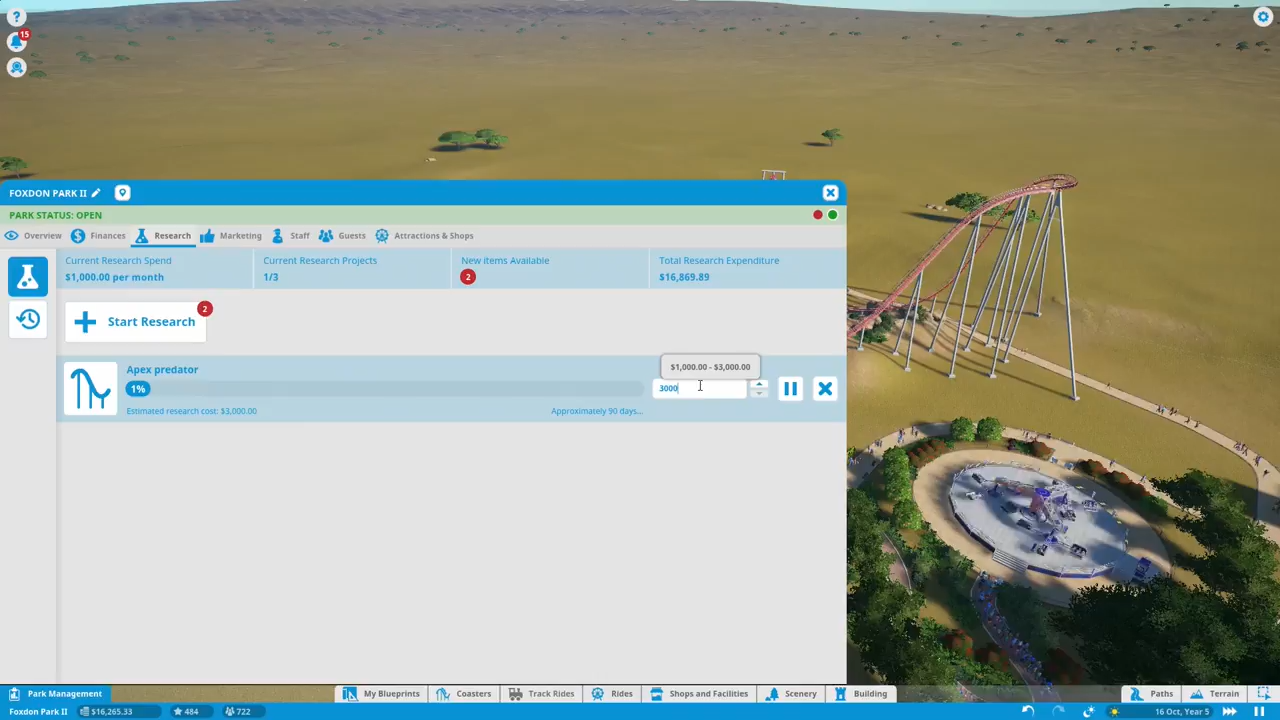 ?
15
FOXDON PARK II
PARK STATUS: OPEN
Overview
Finances
Research
Marketing
Staff
Guests
Attractions & Shops
Current Research Spend
$1,000.00 per month
Current Research Projects
1/3
New items Available
2
Total Research Expenditure
$16,869.89
Start Research
2
Apex predator
1%
Estimated research cost: $3,000.00
Approximately 90 days...
$1,000.00 - $3,000.00
3000
Park Management
My Blueprints
Coasters
Track Rides
Rides
Shops and Facilities
Scenery
Building
Paths
Terrain
Foxdon Park II
$16,265.33
484
722
16 Oct, Year 5